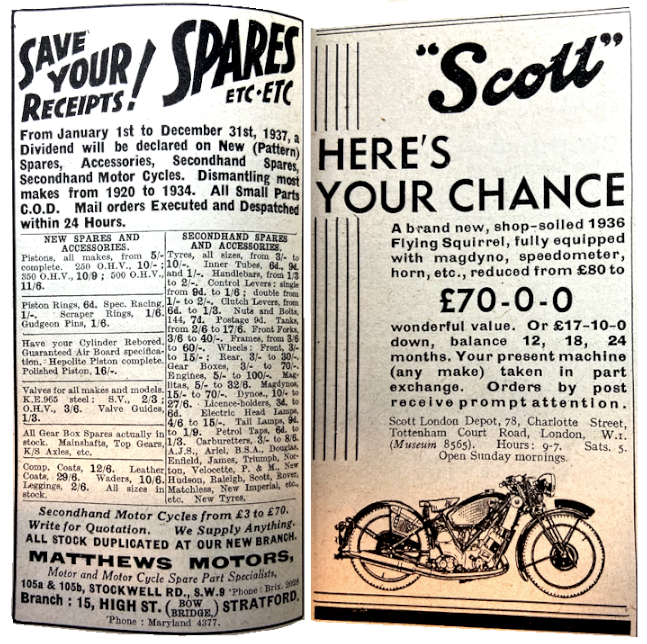 SAVE YOUR RECEIPTS!
SPARES
ETC·ETC
From January 1st to December 31st, 1937, a
Dividend will be declared on New (Pattern)
Spares, Accessories, Secondhand Spares,
Secondhand Motor Cycles. Dismantling most
makes from 1920 to 1934. All Small Parts
C.O.D. Mail orders Executed and Despatched
within 24 Hours.
NEW SPARES AND
ACCESSORIES.
Pistons, all makes, from 5/-
complete. 250 O.H.V., 10/-;
350 O.H.V., 10/9; 500 O.H.V.,
11/6.
Piston Rings, 6d. Spec. Racing,
1/-. Scraper Rings, 1/6.
Gudgeon Pins, 1/6.
Have your Cylinder Rebored.
Guaranteed Air Board specifica-
tion. Hepolite Piston complete.
Polished Piston, 16/-.
Valves for all makes and models.
K.E.965 steel: S.V., 2/3;
O.H.V., 3/6. Valve Guides,
1/3.
All Gear Box Spares actually in
stock. Mainshafts, Top Gears,
K/S Axles, etc.
Comp. Coats, 12/6. Leather
Coats, 29/6. Waders, 10/6.
Leggings, 2/6. All sizes in
stock.
SECONDHAND SPARES
AND ACCESSORIES.
Tyres, all sizes, from 3/- to
10/-. Inner Tubes, 6d., 9d.
and 1/-. Handlebars, from 1/3
to 2/-. Control Levers: single
from 9d. to 1/6; double from
1/- to 2/-. Clutch Levers, from
6d. to 1/3. Nuts and Bolts,
144, 7d. Postage 9d. Tanks,
from 2/6 to 17/6. Front Forks,
3/6 to 40/-. Frames, from 3/6
to 60/-. Wheels: Front, 3/-
to 15/-; Rear, 3/- to 30/-.
Gear Boxes, 3/- to 70/-.
Engines, 5/- to 100/-. Mag-
litas, 5/- to 32/6. Magdynos,
15/- to 70/-. Dynos., 10/- to
27/6. Licence-holders, 3d. to
6d. Electric Head Lamps,
4/6 to 15/-. Tail Lamps, 9d.
to 1/9. Petrol Taps, 6d. to
1/3. Carburetters, 3/- to 8/6.
A.J.S., Ariel, B.S.A., Douglas,
Enfield, James, Triumph, Nor-
ton, Velocette, P. & M., New
Hudson, Raleigh, Scott, Rover,
Matchless, New Imperial, etc.,
etc. New Tyres.
Secondhand Motor Cycles from £3 to £70.
Write for Quotation. We Supply Anything.
ALL STOCK DUPLICATED AT OUR NEW BRANCH.
MATTHEWS MOTORS,
Motor and Motor Cycle Spare Part Specialists,
105a & 105b, STOCKWELL RD., S.W.9 'Phone: Brix. 2025
Branch: 15, HIGH ST. (BOW BRIDGE,) STRATFORD.
'Phone: Maryland 4377.
"Scott"
HERE'S
YOUR CHANCE
A brand new, shop-soiled 1936
Flying Squirrel, fully equipped
with magdyno, speedometer,
horn, etc., reduced from £80 to
£70-0-0
wonderful value. Or £17-10-0
down, balance 12, 18, 24
months. Your present machine
(any make) taken in part
exchange. Orders by post
receive prompt attention.
Scott London Depot, 78, Charlotte Street,
Tottenham Court Road, London, W.1.
(Museum 8565). Hours: 9-7. Sats. 5.
Open Sunday mornings.